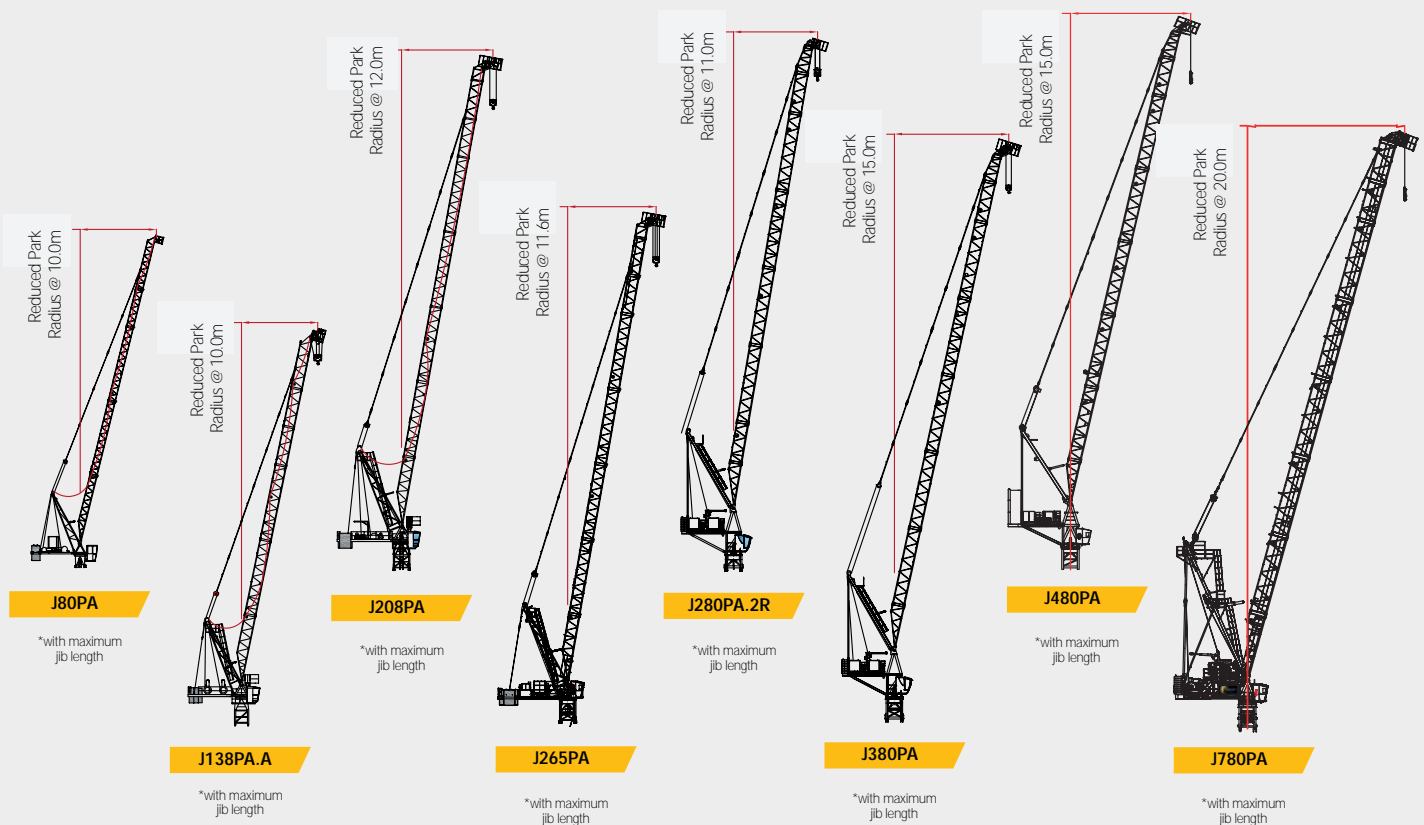 Reduced Park
Radius @ 10.0m
J80PA
*with maximum
jib length
Reduced Park
Radius @ 10.0m
J138PA.A
*with maximum
jib length
Reduced Park
Radius @ 12.0m
J208PA
*with maximum
jib length
Reduced Park
Radius @ 11.6m
J265PA
*with maximum
jib length
Reduced Park
Radius @ 11.0m
J280PA.2R
*with maximum
jib length
Reduced Park
Radius @ 15.0m
J380PA
*with maximum
jib length
Reduced Park
Radius @ 15.0m
J480PA
*with maximum
jib length
Reduced Park
Radius @ 20.0m
J780PA
*with maximum
jib length